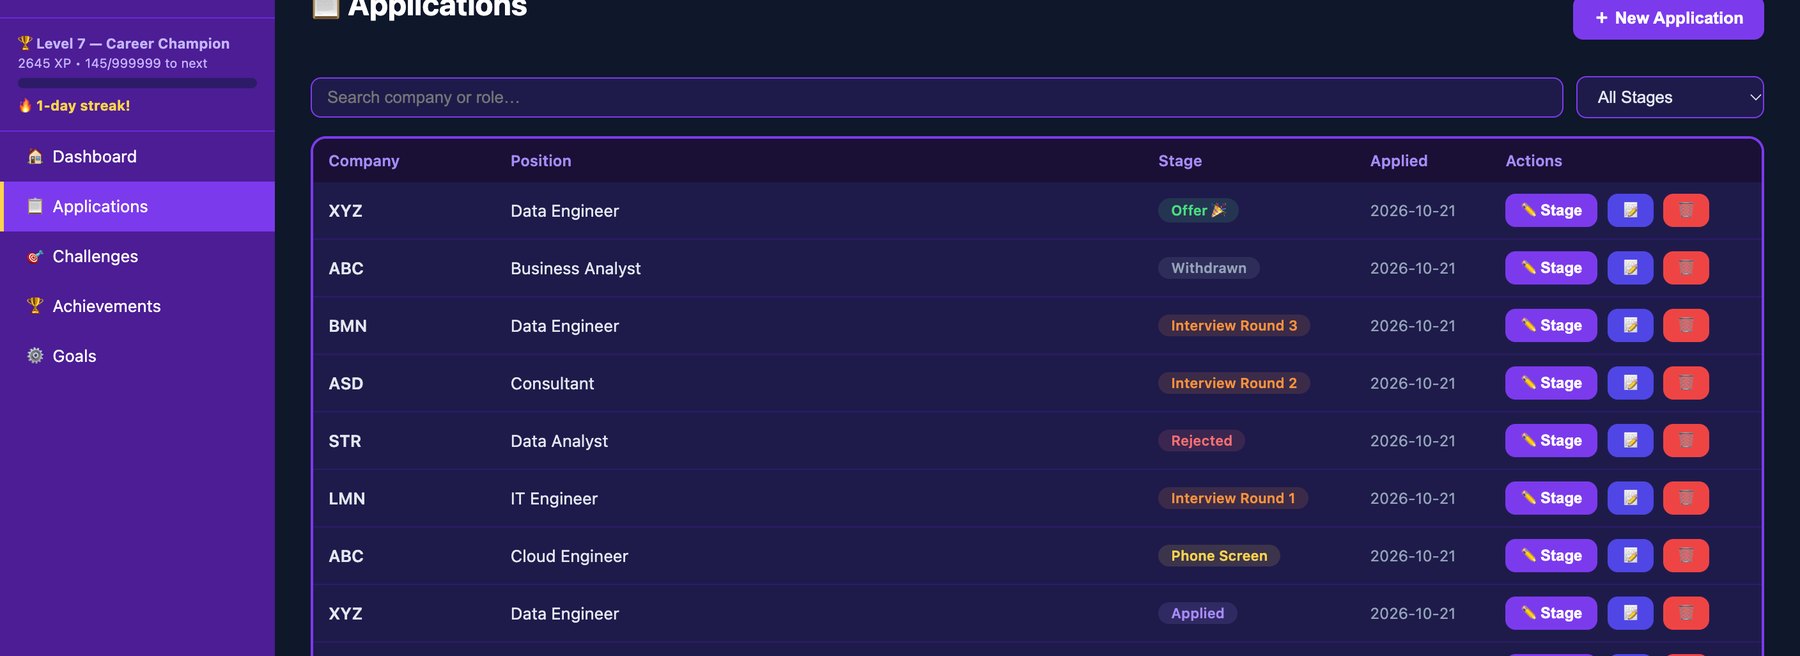 🏆 Level 7 — Career Champion
2645 XP • 145/999999 to next
🔥 1-day streak!
🏠 Dashboard
📋 Applications
🎯 Challenges
🏆 Achievements
⚙️ Goals
📋 Applications
+ New Application
Search company or role…
All Stages
Company Position Stage Applied Actions
XYZ Data Engineer Offer 🎉 2026-10-21 ✏️ Stage 📝 🗑️
ABC Business Analyst Withdrawn 2026-10-21 ✏️ Stage 📝 🗑️
BMN Data Engineer Interview Round 3 2026-10-21 ✏️ Stage 📝 🗑️
ASD Consultant Interview Round 2 2026-10-21 ✏️ Stage 📝 🗑️
STR Data Analyst Rejected 2026-10-21 ✏️ Stage 📝 🗑️
LMN IT Engineer Interview Round 1 2026-10-21 ✏️ Stage 📝 🗑️
ABC Cloud Engineer Phone Screen 2026-10-21 ✏️ Stage 📝 🗑️
XYZ Data Engineer Applied 2026-10-21 ✏️ Stage 📝 🗑️